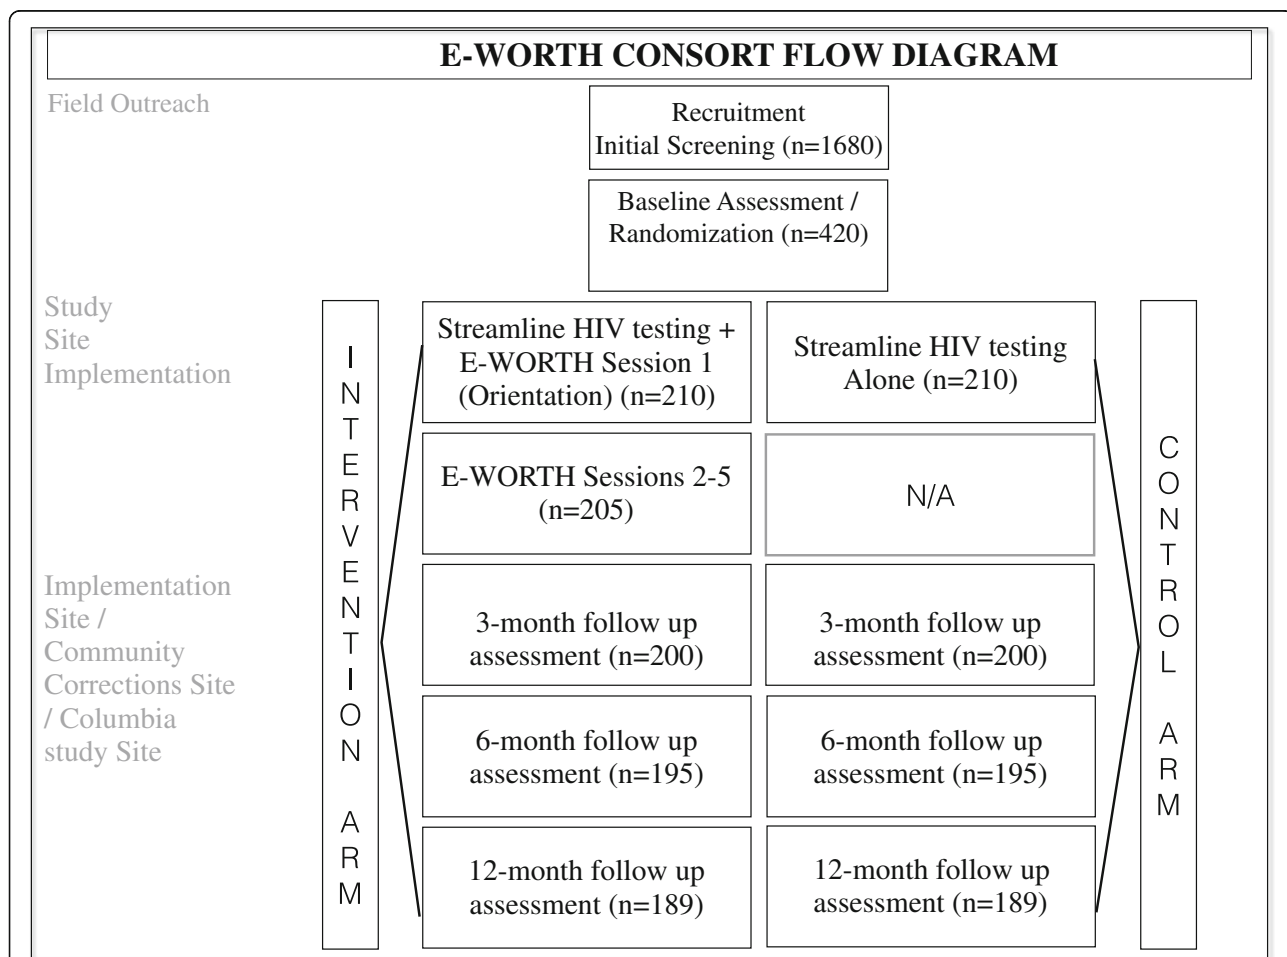 E-WORTH CONSORT FLOW DIAGRAM
Field Outreach
Recruitment
Initial Screening (n=1680)
Baseline Assessment /
Randomization (n=420)
Study
Site
Implementation
INTERVENTION ARM
Streamline HIV testing +
E-WORTH Session 1
(Orientation) (n=210)
Streamline HIV testing
Alone (n=210)
CONTROL ARM
E-WORTH Sessions 2-5
(n=205)
N/A
Implementation
Site /
Community
Corrections Site
/ Columbia
study Site
3-month follow up
assessment (n=200)
3-month follow up
assessment (n=200)
6-month follow up
assessment (n=195)
6-month follow up
assessment (n=195)
12-month follow up
assessment (n=189)
12-month follow up
assessment (n=189)